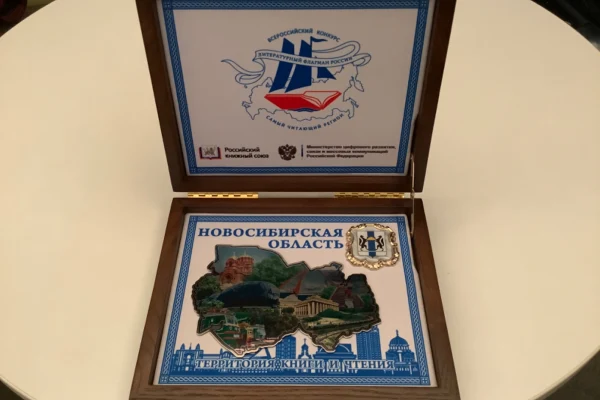 ВСЕРОССИЙСКИЙ КОНКУРС
ЛИТЕРАТУРНЫЙ ФЛАГМАН РОССИИ
САМЫЙ ЧИТАЮЩИЙ РЕГИОН
Российский
книжный союз
Министерство цифрового развития,
связи и массовых коммуникаций
Российской Федерации
НОВОСИБИРСКАЯ
ОБЛАСТЬ
ТЕРРИТОРИЯ КНИГИ И ЧТЕНИЯ